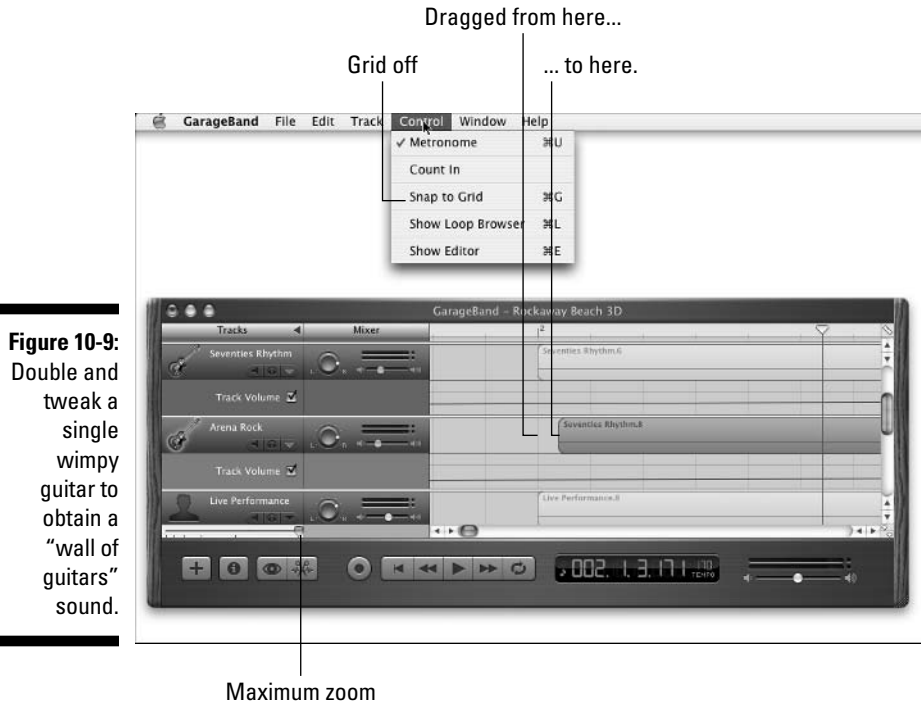 Dragged from here...
Grid off
... to here.
GarageBand File Edit Track Control Window Help
✓ Metronome ⌘U
Count In
Snap to Grid ⌘G
Show Loop Browser ⌘L
Show Editor ⌘E
GarageBand – Rockaway Beach 3D
Tracks Mixer
2
Seventies Rhythm
Seventies Rhythm.6
L R
Track Volume
Arena Rock
Seventies Rhythm.8
L R
Track Volume
Live Performance
Live Performance.8
L R
002. 1. 3. 171 170
TEMPO
Figure 10-9:
Double and
tweak a
single
wimpy
guitar to
obtain a
“wall of
guitars”
sound.
Maximum zoom